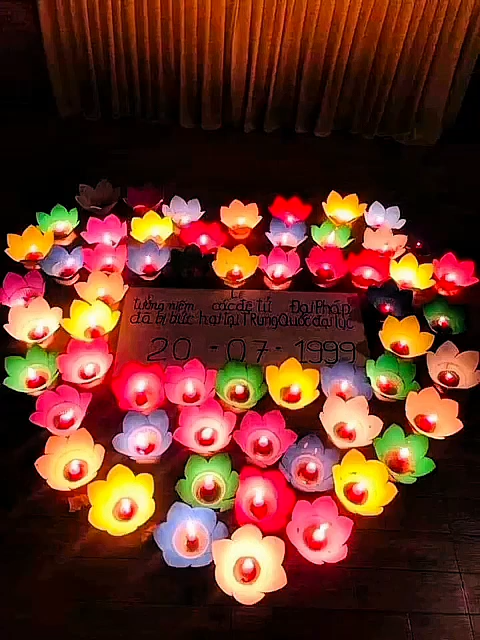 Lễ
tưởng niệm các đệ tử Đại Pháp
đã bị bức hại tại Trung Quốc đại lục
20 - 07 - 1999